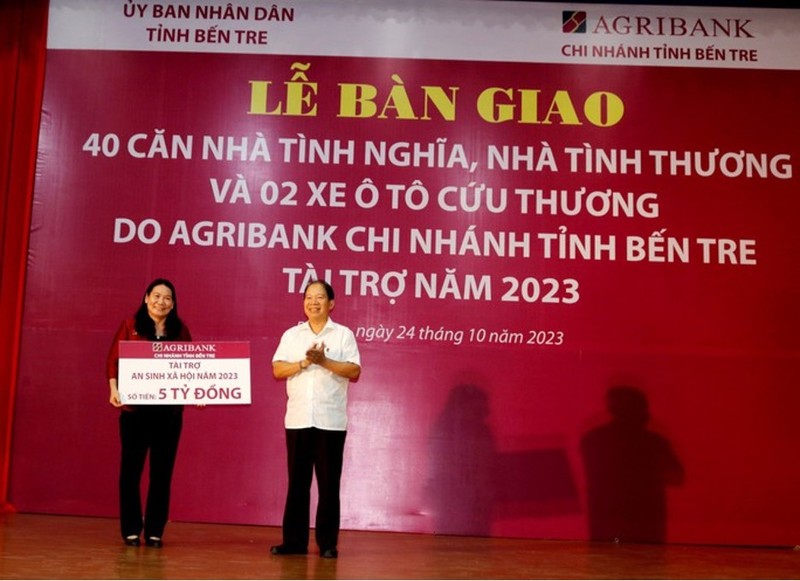 ỦY BAN NHÂN DÂN
TỈNH BẾN TRE
AGRIBANK
CHI NHÁNH TỈNH BẾN TRE
LỄ BÀN GIAO
40 CĂN NHÀ TÌNH NGHĨA, NHÀ TÌNH THƯƠNG
VÀ 02 XE Ô TÔ CỨU THƯƠNG
DO AGRIBANK CHI NHÁNH TỈNH BẾN TRE
TÀI TRỢ NĂM 2023
ngày 24 tháng 10 năm 2023
AGRIBANK
CHI NHÁNH TỈNH BẾN TRE
TÀI TRỢ
AN SINH XÃ HỘI NĂM 2023
SỐ TIỀN: 5 TỶ ĐỒNG